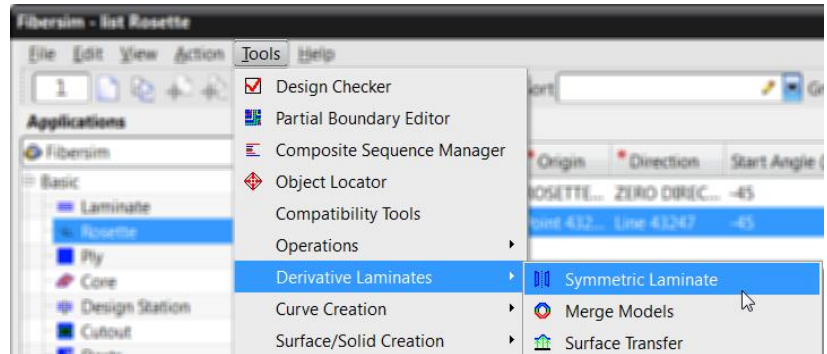 Fibersim - list Rosette
File Edit View Action Tools Help
1
Design Checker
Partial Boundary Editor
Composite Sequence Manager
Object Locator
Compatibility Tools
Operations
Derivative Laminates
Curve Creation
Surface/Solid Creation
Symmetric Laminate
Merge Models
Surface Transfer
Applications
Fibersim
Basic
Laminate
Rosette
Ply
Core
Design Station
Cutout
*Origin *Direction Start Angle (
ROSETTE... ZERO DIREC... -45
Point 432... Line 43247 -45